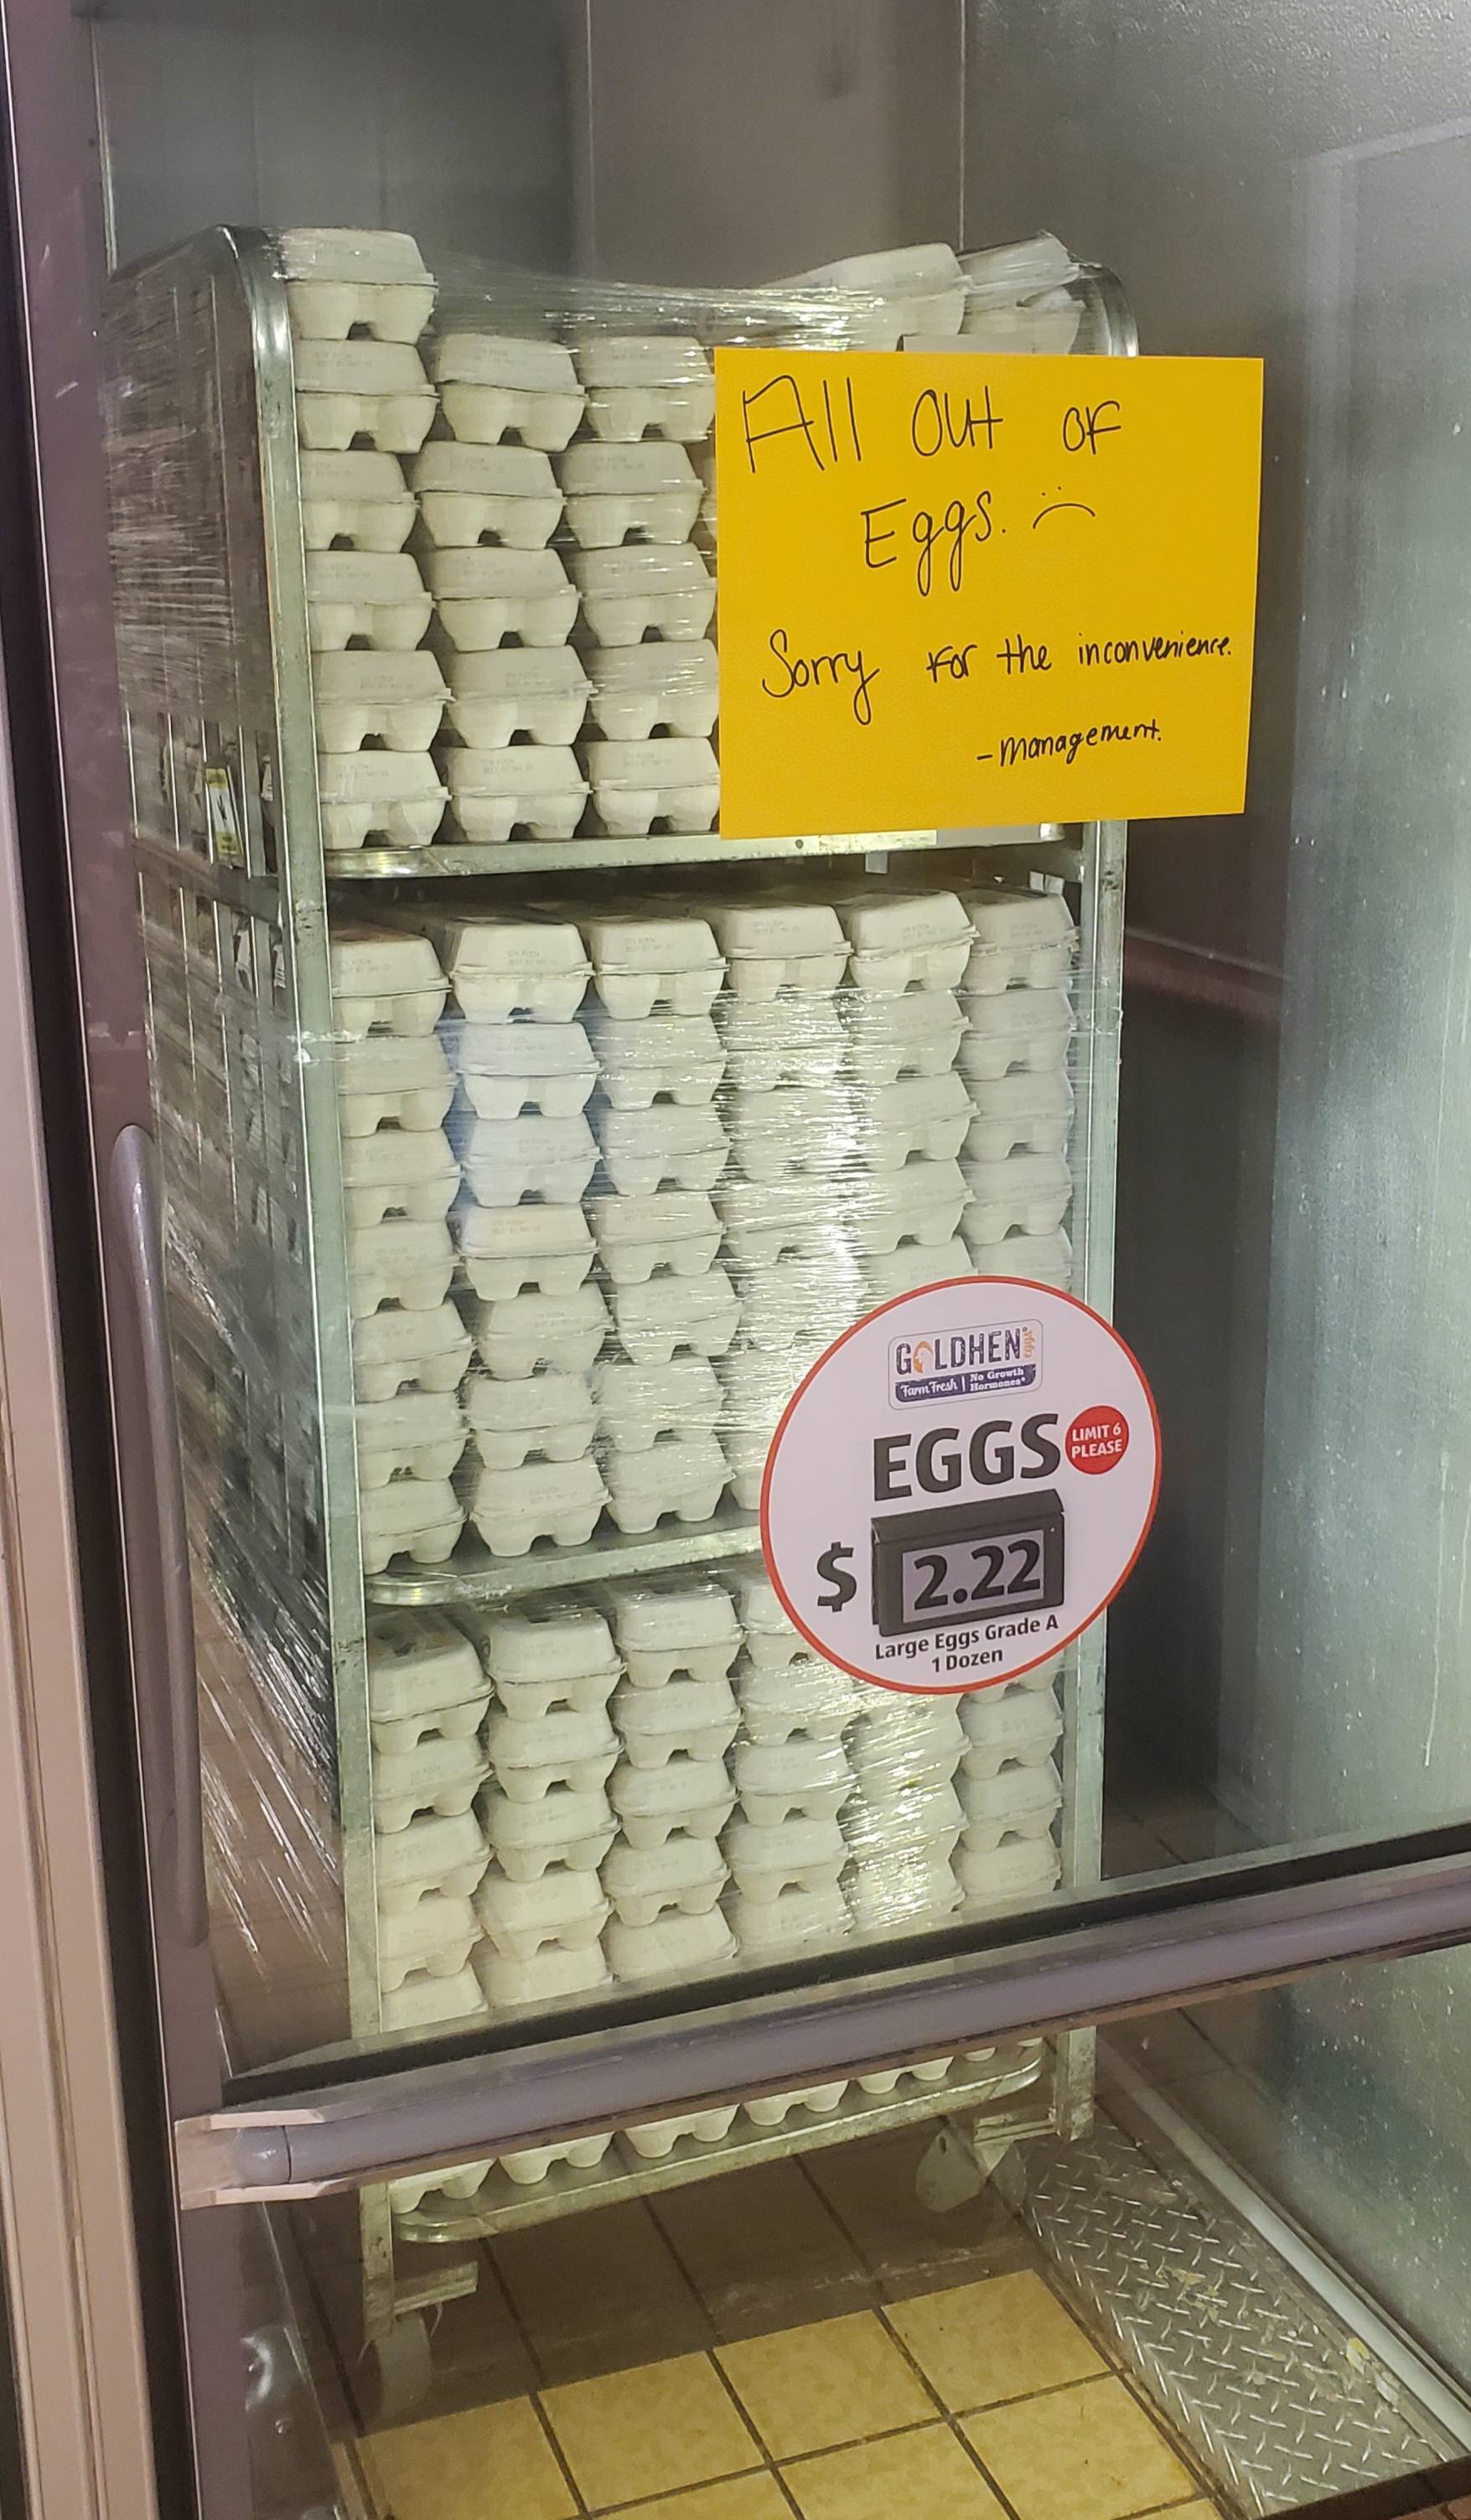 All out of
Eggs. :(
Sorry for the inconvenience.
-Management.
GOLDHEN eggs®
Farm Fresh | No Growth Hormones*
EGGS
LIMIT 6
PLEASE
$ 2.22
Large Eggs Grade A
1 Dozen